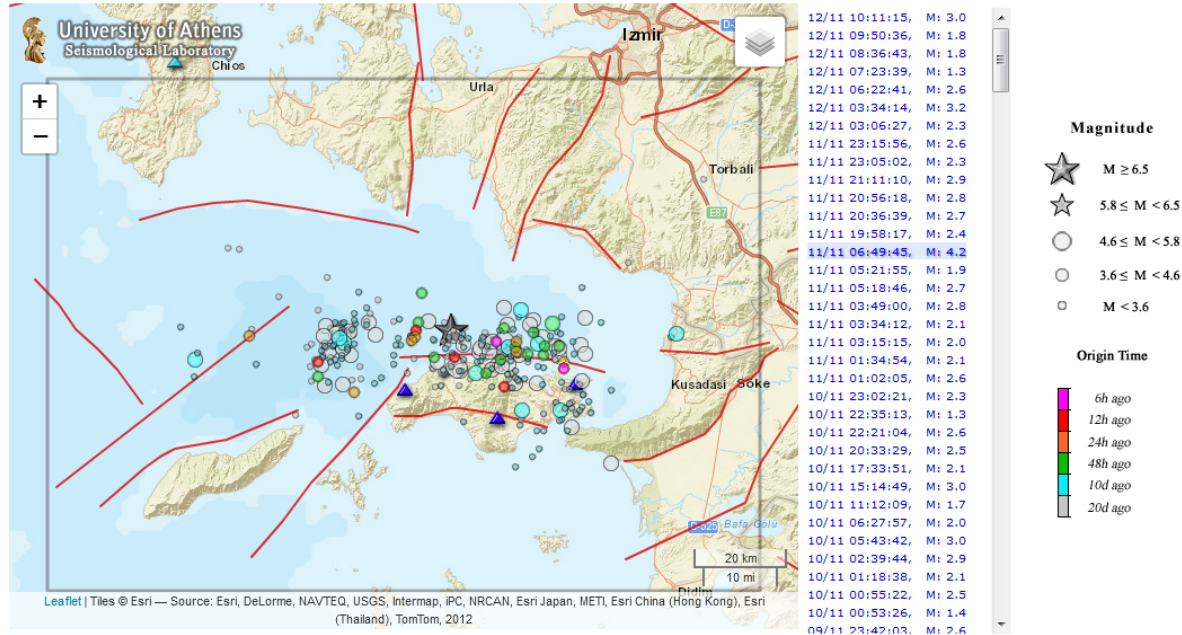 University of Athens
Seismological Laboratory
Chios
+
−
Izmir
D-
Urla
Torbali
E87
Kusadasi
Soke
D-525
Bafa Gölü
20 km
10 mi
Didim
Leaflet | Tiles © Esri — Source: Esri, DeLorme, NAVTEQ, USGS, Intermap, iPC, NRCAN, Esri Japan, METI, Esri China (Hong Kong), Esri
(Thailand), TomTom, 2012
12/11 10:11:15, M: 3.0
12/11 09:50:36, M: 1.8
12/11 08:36:43, M: 1.8
12/11 07:23:39, M: 1.3
12/11 06:22:41, M: 2.6
12/11 03:34:14, M: 3.2
12/11 03:06:27, M: 2.3
11/11 23:15:56, M: 2.6
11/11 23:05:02, M: 2.3
11/11 21:11:10, M: 2.9
11/11 20:56:18, M: 2.8
11/11 20:36:39, M: 2.7
11/11 19:58:17, M: 2.4
11/11 06:49:45, M: 4.2
11/11 05:21:55, M: 1.9
11/11 05:18:46, M: 2.7
11/11 03:49:00, M: 2.8
11/11 03:34:12, M: 2.1
11/11 03:15:15, M: 2.0
11/11 01:34:54, M: 2.1
11/11 01:02:05, M: 2.6
10/11 23:02:21, M: 2.3
10/11 22:35:13, M: 1.3
10/11 22:21:04, M: 2.6
10/11 20:33:29, M: 2.5
10/11 17:33:51, M: 2.1
10/11 15:14:49, M: 3.0
10/11 11:12:09, M: 1.7
10/11 06:27:57, M: 2.0
10/11 05:43:42, M: 3.0
10/11 02:39:44, M: 2.9
10/11 01:18:38, M: 2.1
10/11 00:55:22, M: 2.5
10/11 00:53:26, M: 1.4
09/11 23:42:03, M: 2.6
Magnitude
M ≥ 6.5
5.8 ≤ M < 6.5
4.6 ≤ M < 5.8
3.6 ≤ M < 4.6
M < 3.6
Origin Time
6h ago
12h ago
24h ago
48h ago
10d ago
20d ago